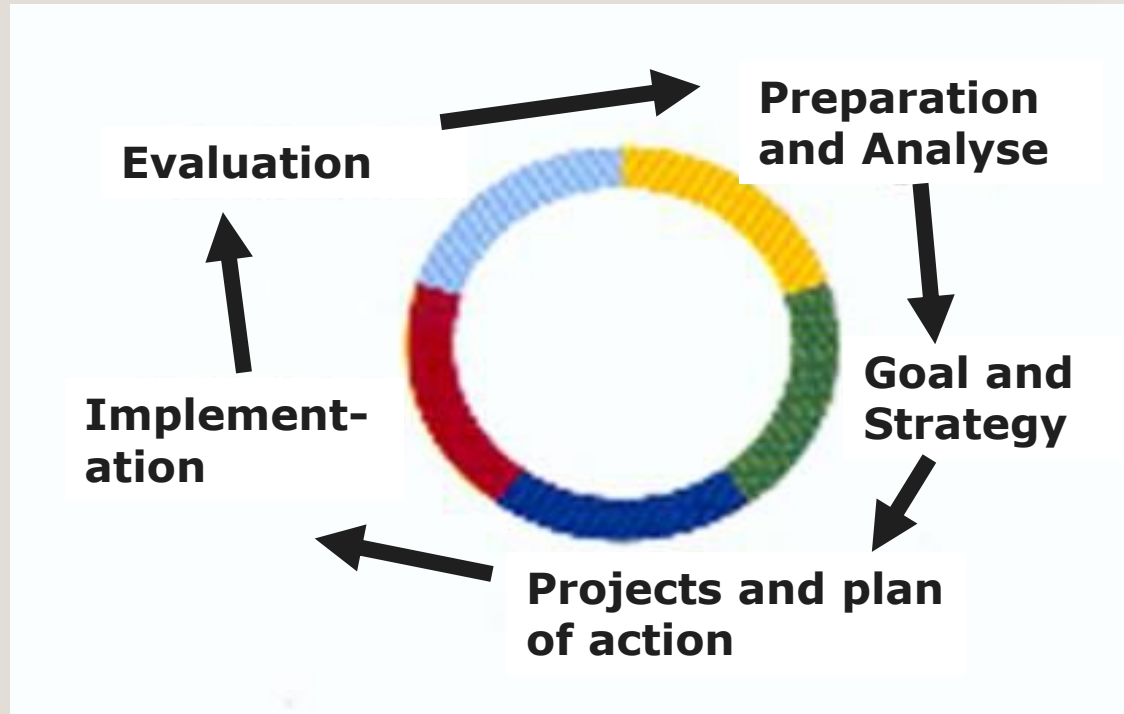 Preparation
and Analyse
Evaluation
Goal and
Strategy
Implement-
ation
Projects and plan
of action